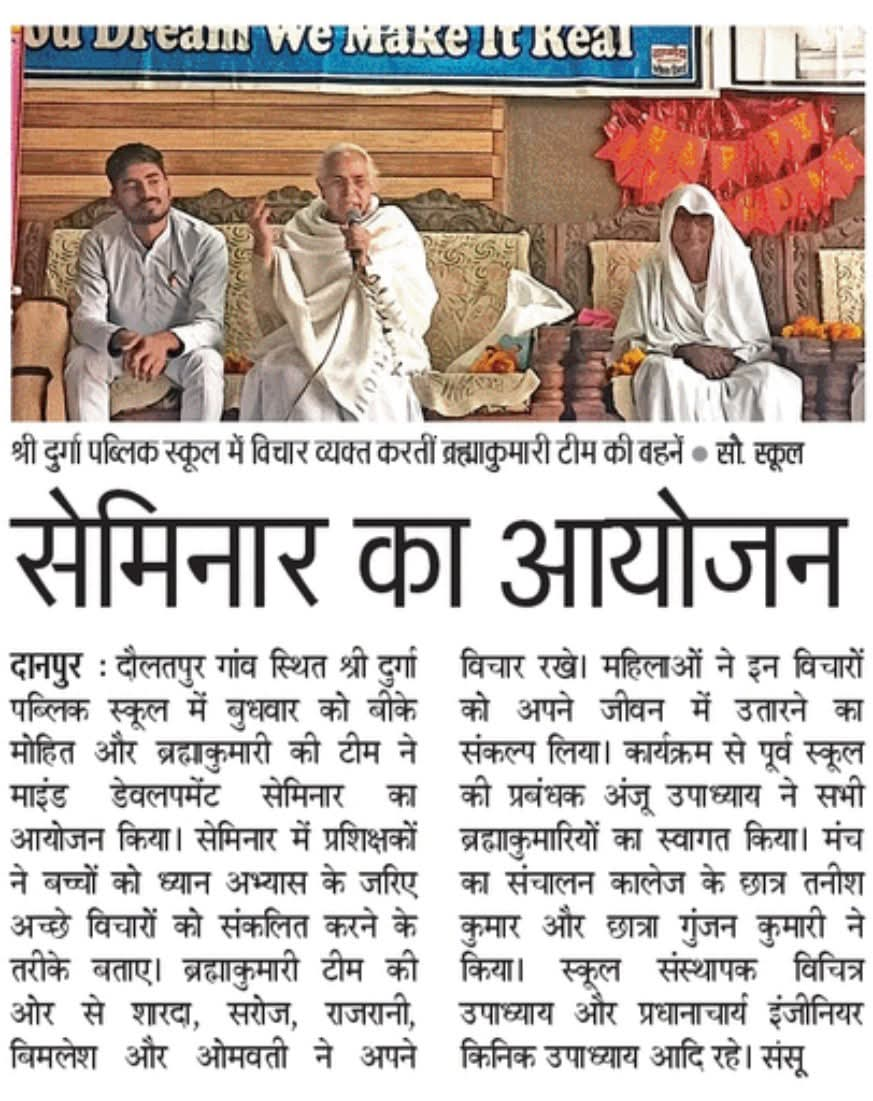 ou Dream We Make It Real
श्री दुर्गा पब्लिक स्कूल में विचार व्यक्त करतीं ब्रह्माकुमारी टीम की बहनें ● सौ. स्कूल
सेमिनार का आयोजन
दानपुर : दौलतपुर गांव स्थित श्री दुर्गा
पब्लिक स्कूल में बुधवार को बीके
मोहित और ब्रह्माकुमारी की टीम ने
माइंड डेवलपमेंट सेमिनार का
आयोजन किया। सेमिनार में प्रशिक्षकों
ने बच्चों को ध्यान अभ्यास के जरिए
अच्छे विचारों को संकलित करने के
तरीके बताए। ब्रह्माकुमारी टीम की
ओर से शारदा, सरोज, राजरानी,
बिमलेश और ओमवती ने अपने
विचार रखे। महिलाओं ने इन विचारों
को अपने जीवन में उतारने का
संकल्प लिया। कार्यक्रम से पूर्व स्कूल
की प्रबंधक अंजू उपाध्याय ने सभी
ब्रह्माकुमारियों का स्वागत किया। मंच
का संचालन कालेज के छात्र तनीश
कुमार और छात्रा गुंजन कुमारी ने
किया। स्कूल संस्थापक विचित्र
उपाध्याय और प्रधानाचार्य इंजीनियर
किनिक उपाध्याय आदि रहे। संसू